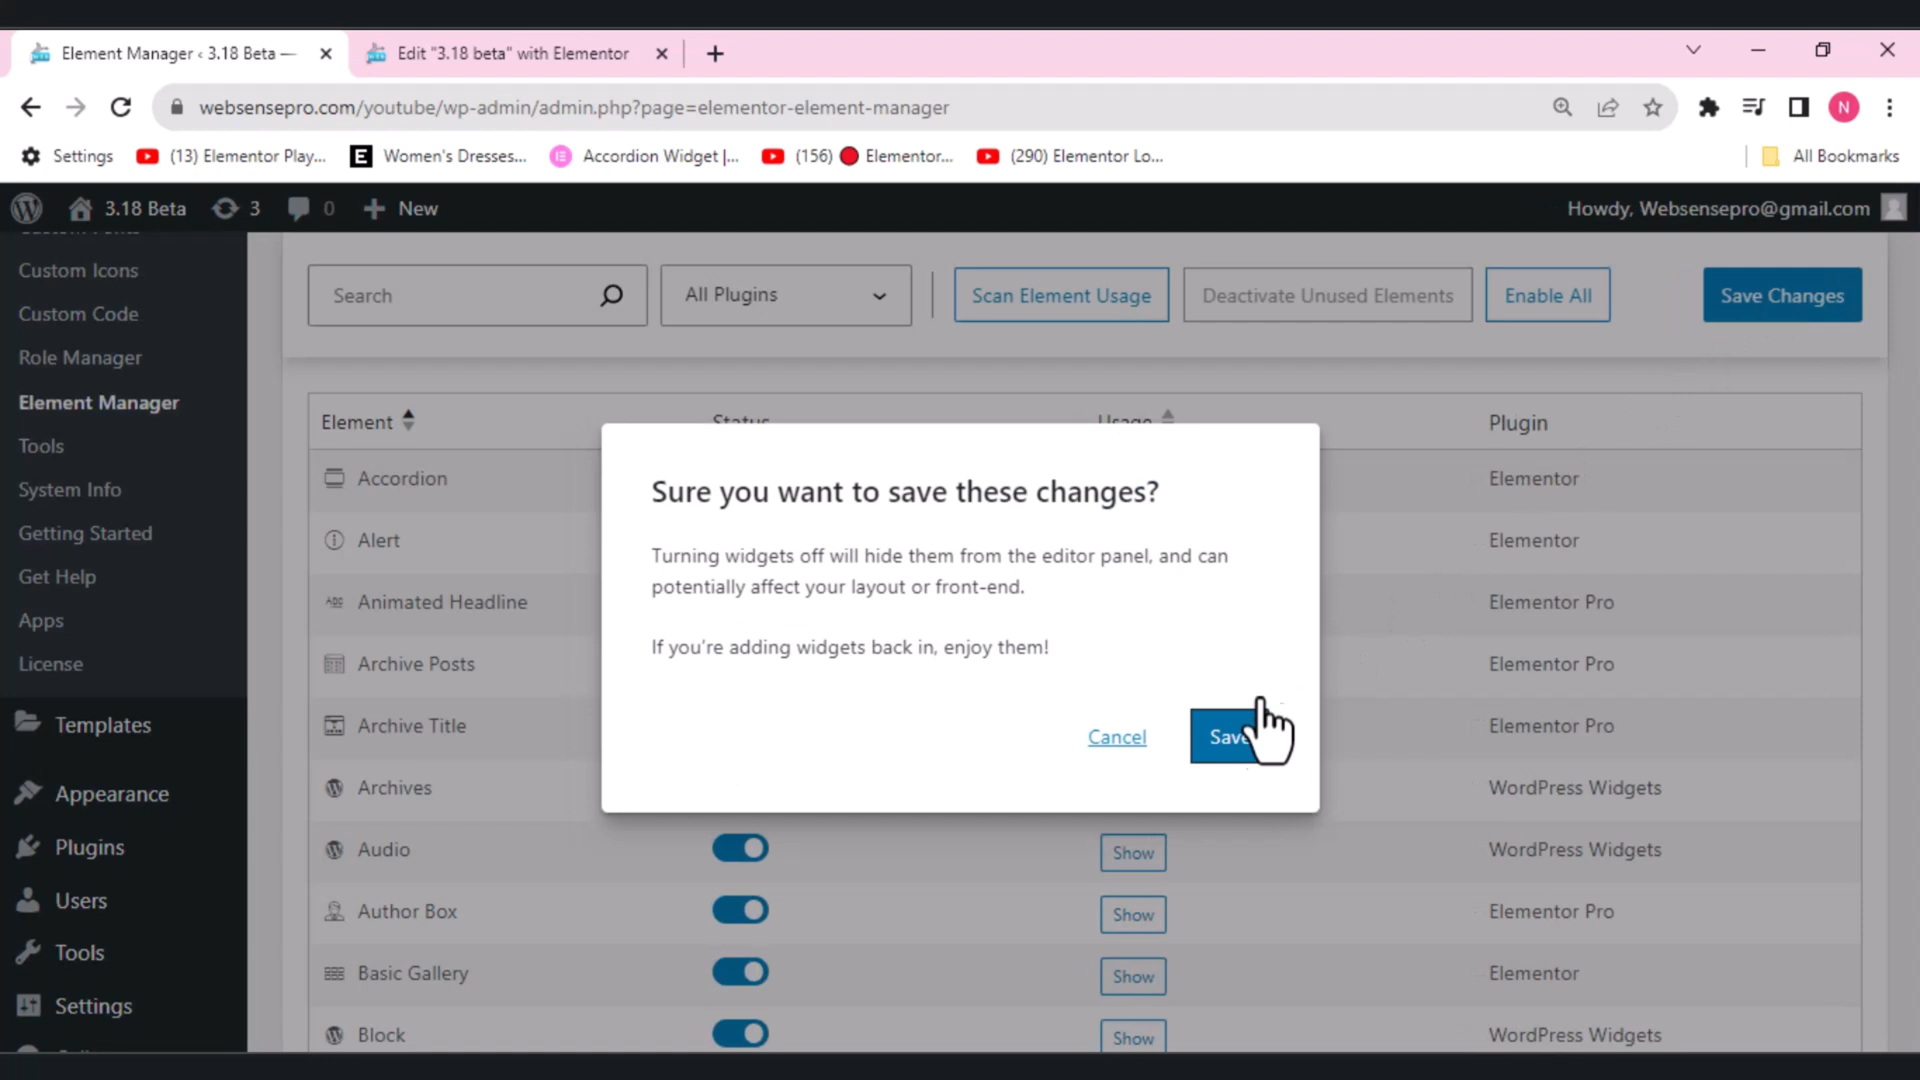 Element Manager ‹ 3.18 Beta —
Edit "3.18 beta" with Elementor
websensepro.com/youtube/wp-admin/admin.php?page=elementor-element-manager
N
Settings
(13) Elementor Play...
E Women's Dresses...
Accordion Widget |...
(156) Elementor...
(290) Elementor Lo...
All Bookmarks
3.18 Beta
3
0
New
Howdy, Websensepro@gmail.com
Custom Icons
Custom Code
Role Manager
Element Manager
Tools
System Info
Getting Started
Get Help
Apps
License
Templates
Appearance
Plugins
Users
Tools
Settings
Search
All Plugins
Scan Element Usage
Deactivate Unused Elements
Enable All
Save Changes
Element
Status
Usage
Plugin
Accordion
Elementor
Alert
Elementor
Animated Headline
Elementor Pro
Archive Posts
Elementor Pro
Archive Title
Elementor Pro
Archives
WordPress Widgets
Audio
Show
WordPress Widgets
Author Box
Show
Elementor Pro
Basic Gallery
Show
Elementor
Block
Show
WordPress Widgets
Sure you want to save these changes?
Turning widgets off will hide them from the editor panel, and can
potentially affect your layout or front-end.
If you're adding widgets back in, enjoy them!
Cancel
Save